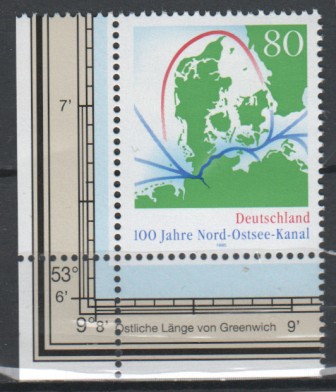 80
7'
Deutschland
100 Jahre Nord-Ostsee-Kanal
1995
53°
6'
9° 8' Östliche Länge von Greenwich 9'